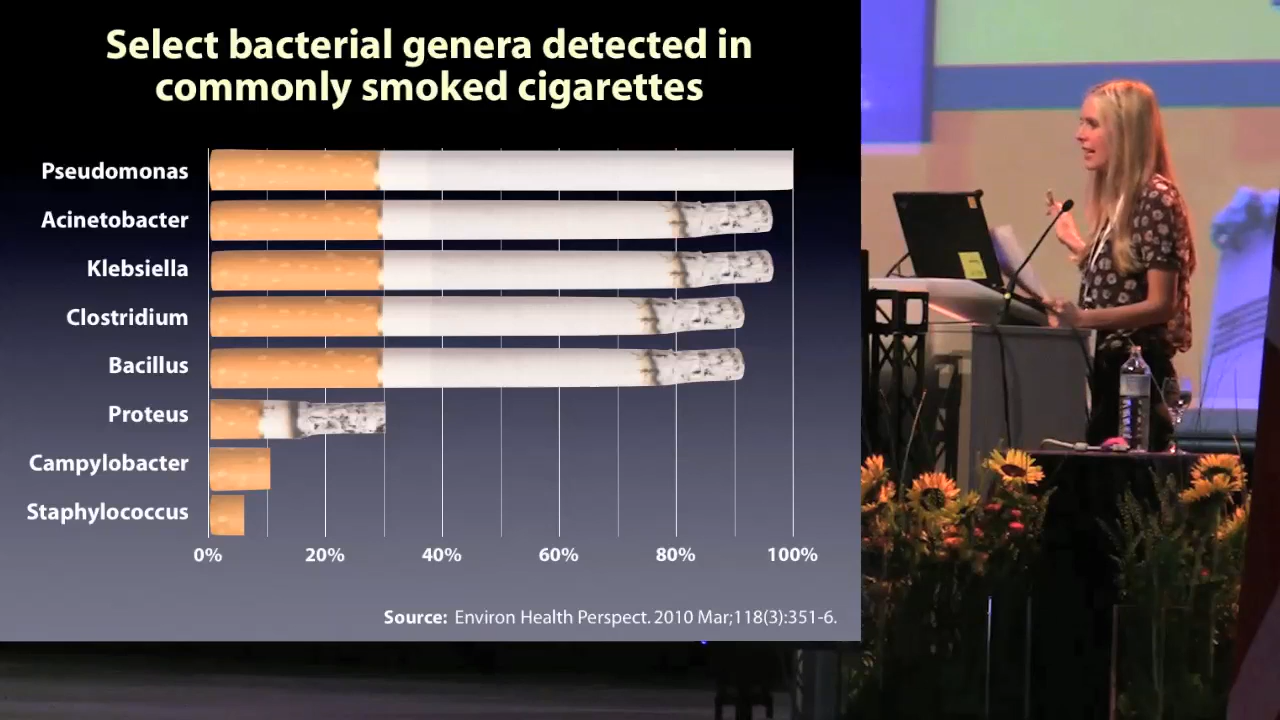 Select bacterial genera detected in
commonly smoked cigarettes
Pseudomonas
Acinetobacter
Klebsiella
Clostridium
Bacillus
Proteus
Campylobacter
Staphylococcus
0% 20% 40% 60% 80% 100%
Source: Environ Health Perspect. 2010 Mar;118(3):351-6.